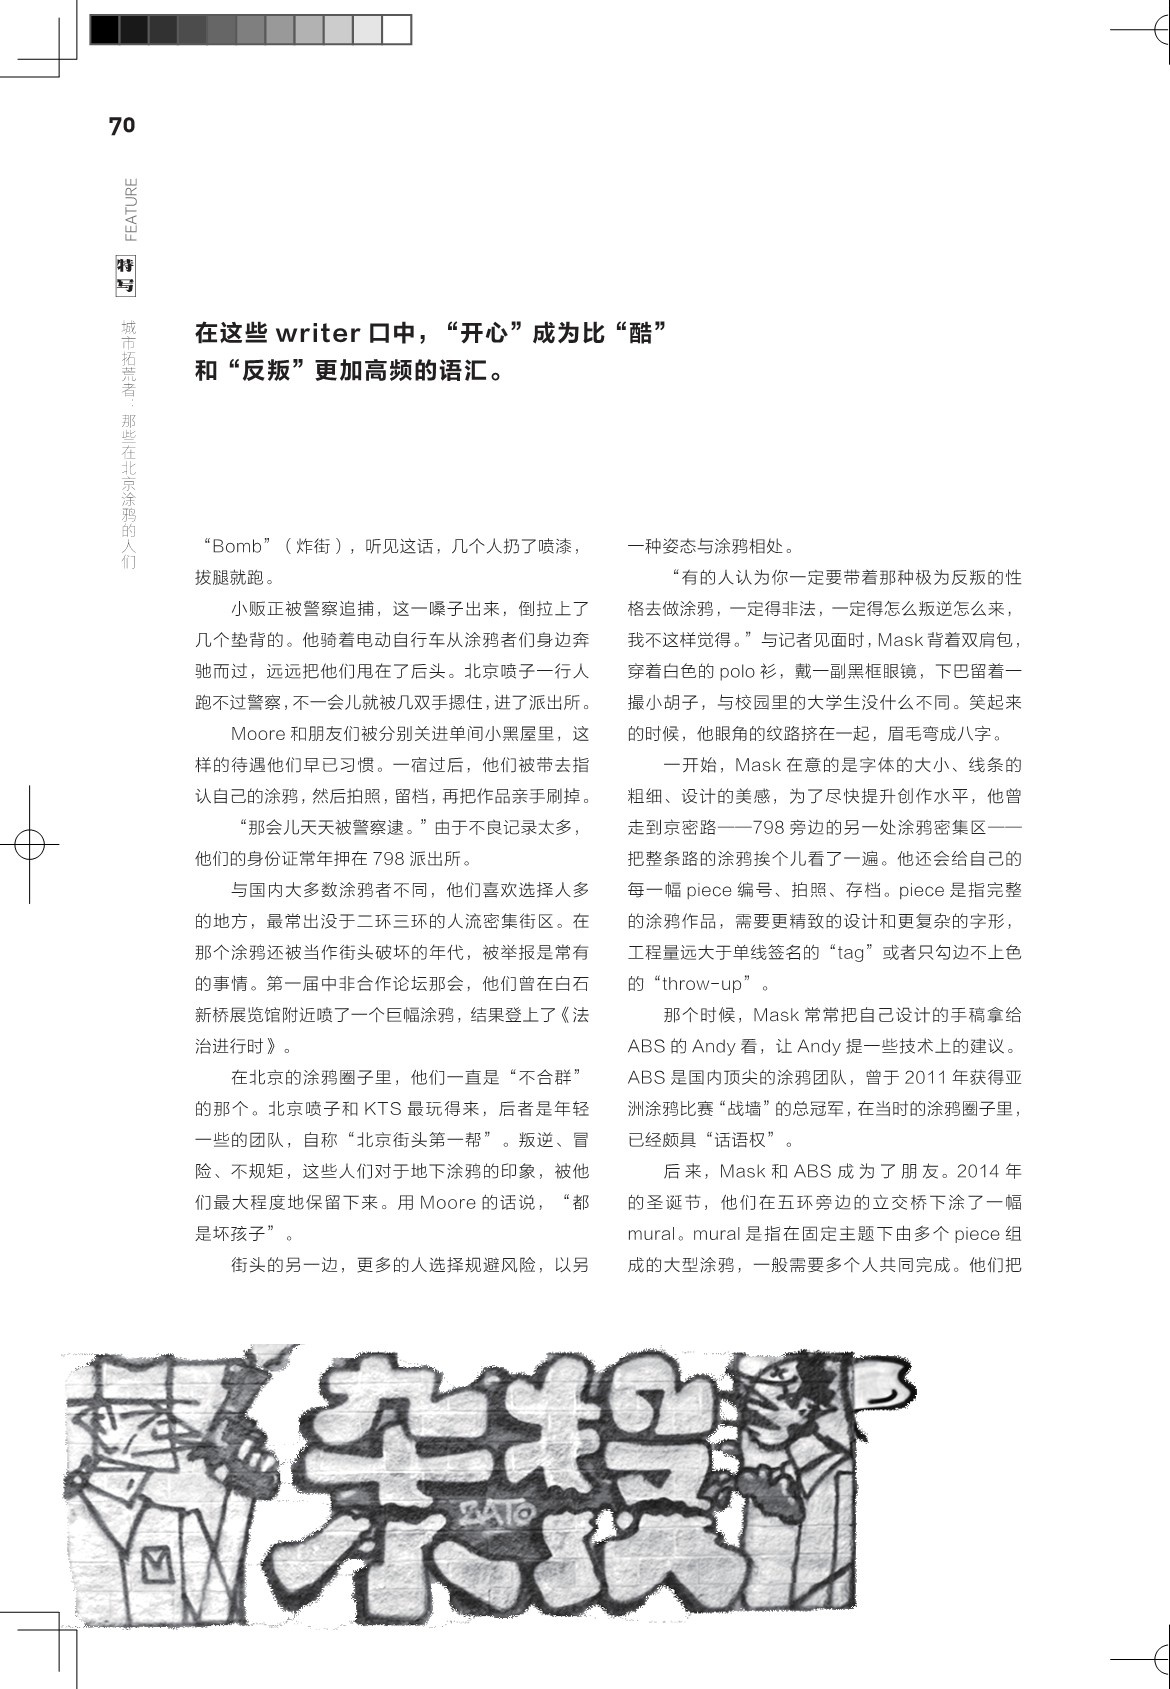 70
FEATURE
特写
城市拓荒者：那些在北京涂鸦的人们
在这些 writer 口中，“开心”成为比“酷”
和“反叛”更加高频的语汇。
“Bomb”（炸街），听见这话，几个人扔了喷漆，
拔腿就跑。
小贩正被警察追捕，这一嗓子出来，倒拉上了
几个垫背的。他骑着电动自行车从涂鸦者们身边奔
驰而过，远远把他们甩在了后头。北京喷子一行人
跑不过警察，不一会儿就被几双手摁住，进了派出所。
Moore 和朋友们被分别关进单间小黑屋里，这
样的待遇他们早已习惯。一宿过后，他们被带去指
认自己的涂鸦，然后拍照，留档，再把作品亲手刷掉。
“那会儿天天被警察逮。”由于不良记录太多，
他们的身份证常年押在 798 派出所。
与国内大多数涂鸦者不同，他们喜欢选择人多
的地方，最常出没于二环三环的人流密集街区。在
那个涂鸦还被当作街头破坏的年代，被举报是常有
的事情。第一届中非合作论坛那会，他们曾在白石
新桥展览馆附近喷了一个巨幅涂鸦，结果登上了《法
治进行时》。
在北京的涂鸦圈子里，他们一直是“不合群”
的那个。北京喷子和 KTS 最玩得来，后者是年轻
一些的团队，自称“北京街头第一帮”。叛逆、冒
险、不规矩，这些人们对于地下涂鸦的印象，被他
们最大程度地保留下来。用 Moore 的话说，“都
是坏孩子”。
街头的另一边，更多的人选择规避风险，以另
一种姿态与涂鸦相处。
“有的人认为你一定要带着那种极为反叛的性
格去做涂鸦，一定得非法，一定得怎么叛逆怎么来，
我不这样觉得。”与记者见面时，Mask 背着双肩包，
穿着白色的 polo 衫，戴一副黑框眼镜，下巴留着一
撮小胡子，与校园里的大学生没什么不同。笑起来
的时候，他眼角的纹路挤在一起，眉毛弯成八字。
一开始，Mask 在意的是字体的大小、线条的
粗细、设计的美感，为了尽快提升创作水平，他曾
走到京密路——798 旁边的另一处涂鸦密集区——
把整条路的涂鸦挨个儿看了一遍。他还会给自己的
每一幅 piece 编号、拍照、存档。piece 是指完整
的涂鸦作品，需要更精致的设计和更复杂的字形，
工程量远大于单线签名的“tag”或者只勾边不上色
的“throw-up”。
那个时候，Mask 常常把自己设计的手稿拿给
ABS 的 Andy 看，让 Andy 提一些技术上的建议。
ABS 是国内顶尖的涂鸦团队，曾于 2011 年获得亚
洲涂鸦比赛“战墙”的总冠军，在当时的涂鸦圈子里，
已经颇具“话语权”。
后来，Mask 和 ABS 成为了朋友。2014 年
的圣诞节，他们在五环旁边的立交桥下涂了一幅
mural。mural 是指在固定主题下由多个 piece 组
成的大型涂鸦，一般需要多个人共同完成。他们把